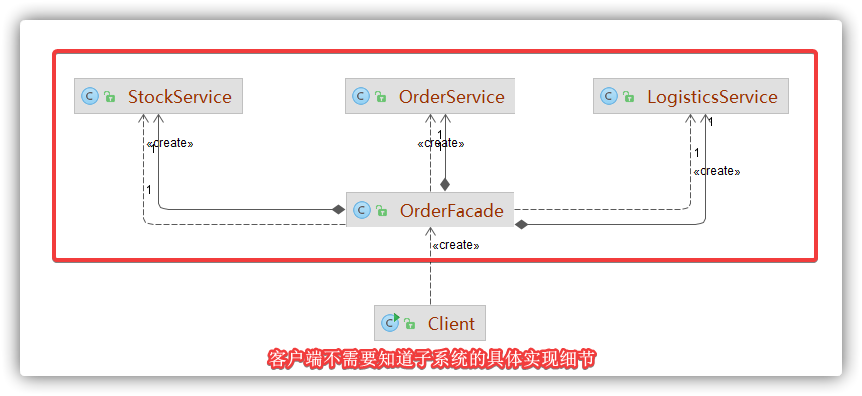 StockService
OrderService
LogisticsService
«create»
1
1
«create»
1
1
1
1
«create»
OrderFacade
«create»
Client
客户端不需要知道子系统的具体实现细节